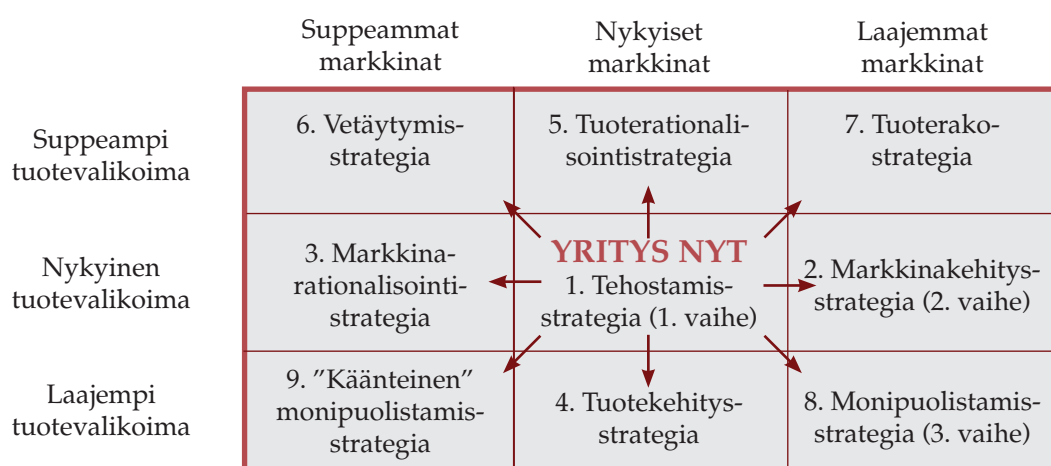 Suppeammat
markkinat
Nykyiset
markkinat
Laajemmat
markkinat
Suppeampi
tuotevalikoima
6. Vetäytymis-
strategia
5. Tuoterationali-
sointistrategia
7. Tuoterako-
strategia
Nykyinen
tuotevalikoima
3. Markkina-
rationalisointi-
strategia
YRITYS NYT
1. Tehostamis-
strategia (1. vaihe)
2. Markkinakehitys-
strategia (2. vaihe)
Laajempi
tuotevalikoima
9. ”Käänteinen”
monipuolistamis-
strategia
4. Tuotekehitys-
strategia
8. Monipuolistamis-
strategia (3. vaihe)